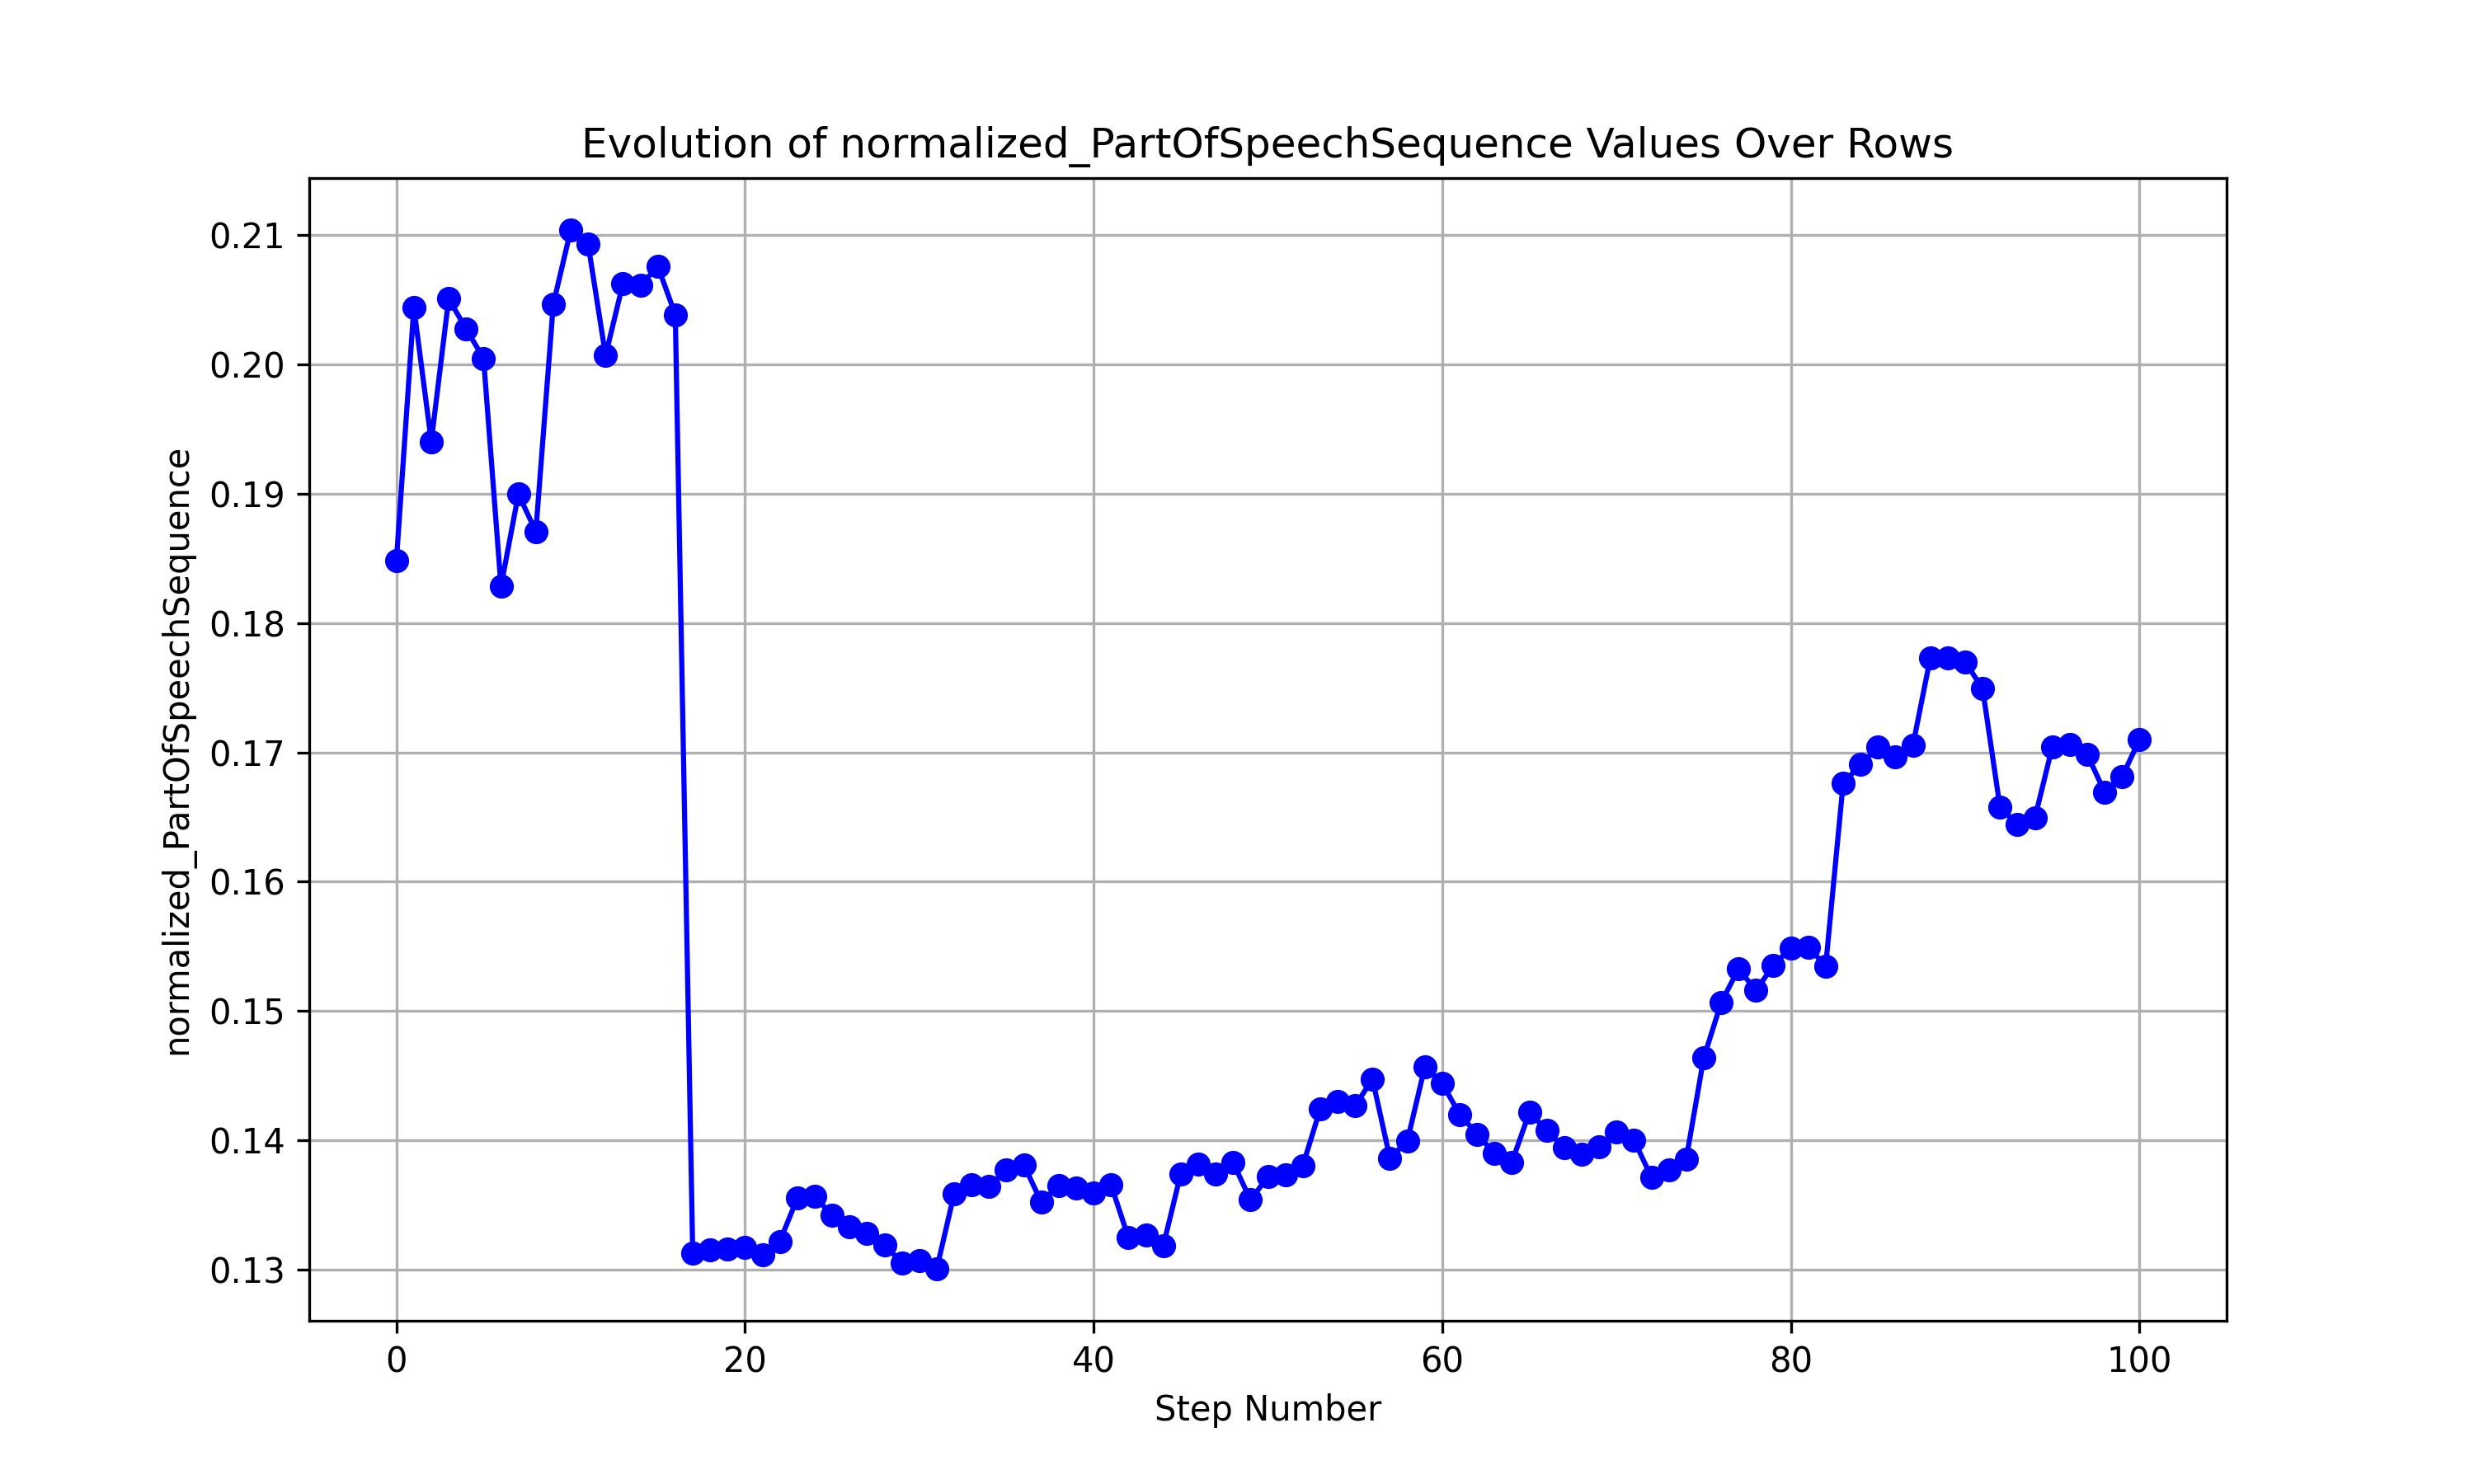 Evolution of normalized_PartOfSpeechSequence Values Over Rows
normalized_PartOfSpeechSequence
0.21
0.20
0.19
0.18
0.17
0.16
0.15
0.14
0.13
0 20 40 60 80 100
Step Number